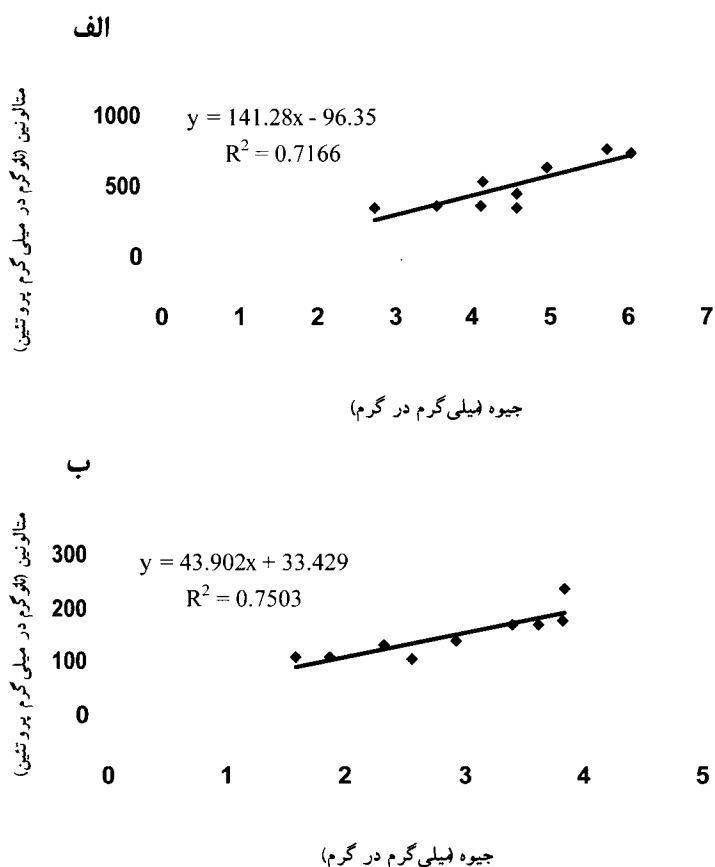 الف
متالونین (نانوگرم در میلی گرم پروتئین)
1000
500
0
y = 141.28x - 96.35
R² = 0.7166
0 1 2 3 4 5 6 7
جیوه (میلی گرم در گرم)
ب
متالونین (نانوگرم در میلی گرم پروتئین)
300
200
100
0
y = 43.902x + 33.429
R² = 0.7503
0 1 2 3 4 5
جیوه (میلی گرم در گرم)